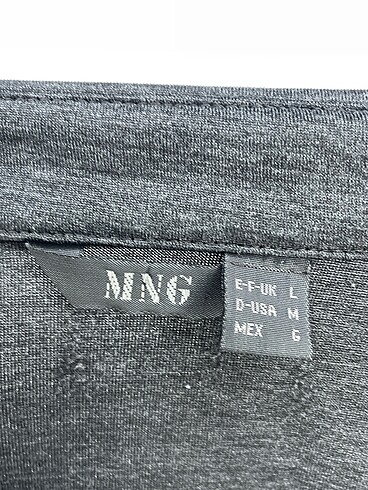 MNG
E-F-UK L
D-USA M
MEX G